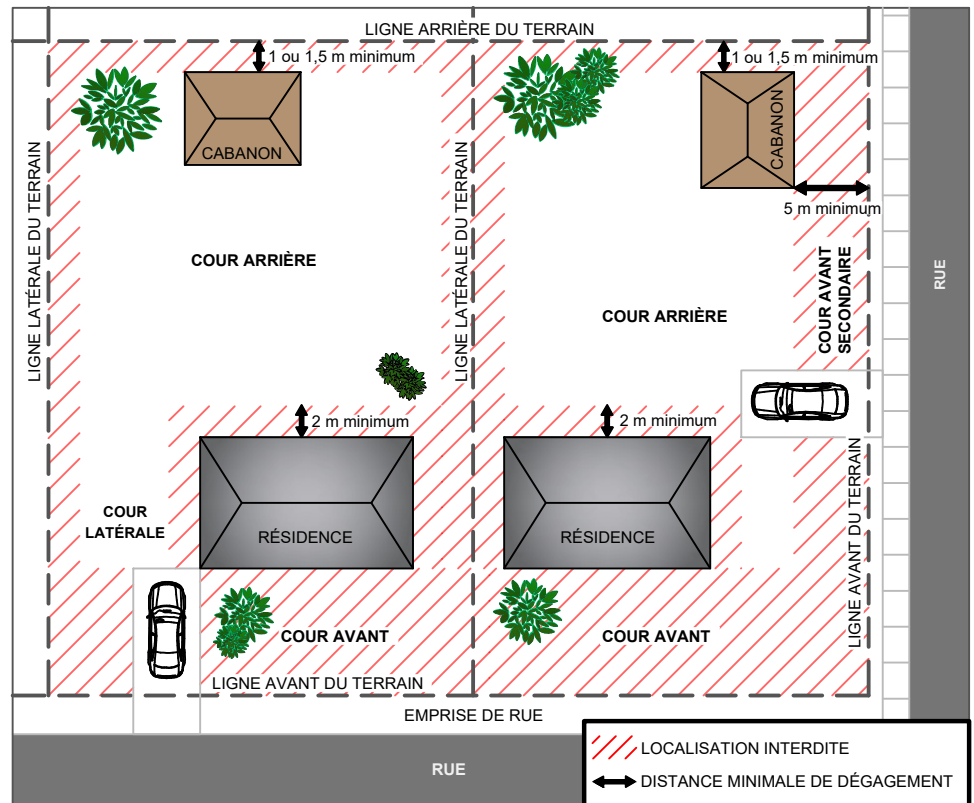 LIGNE ARRIÈRE DU TERRAIN
1 ou 1,5 m minimum
1 ou 1,5 m minimum
CABANON
CABANON
LIGNE LATÉRALE DU TERRAIN
LIGNE LATÉRALE DU TERRAIN
5 m minimum
COUR ARRIÈRE
COUR ARRIÈRE
COUR AVANT
SECONDAIRE
RUE
2 m minimum
2 m minimum
COUR
LATÉRALE
RÉSIDENCE
RÉSIDENCE
LIGNE AVANT DU TERRAIN
COUR AVANT
COUR AVANT
LIGNE AVANT DU TERRAIN
EMPRISE DE RUE
RUE
LOCALISATION INTERDITE
DISTANCE MINIMALE DE DÉGAGEMENT